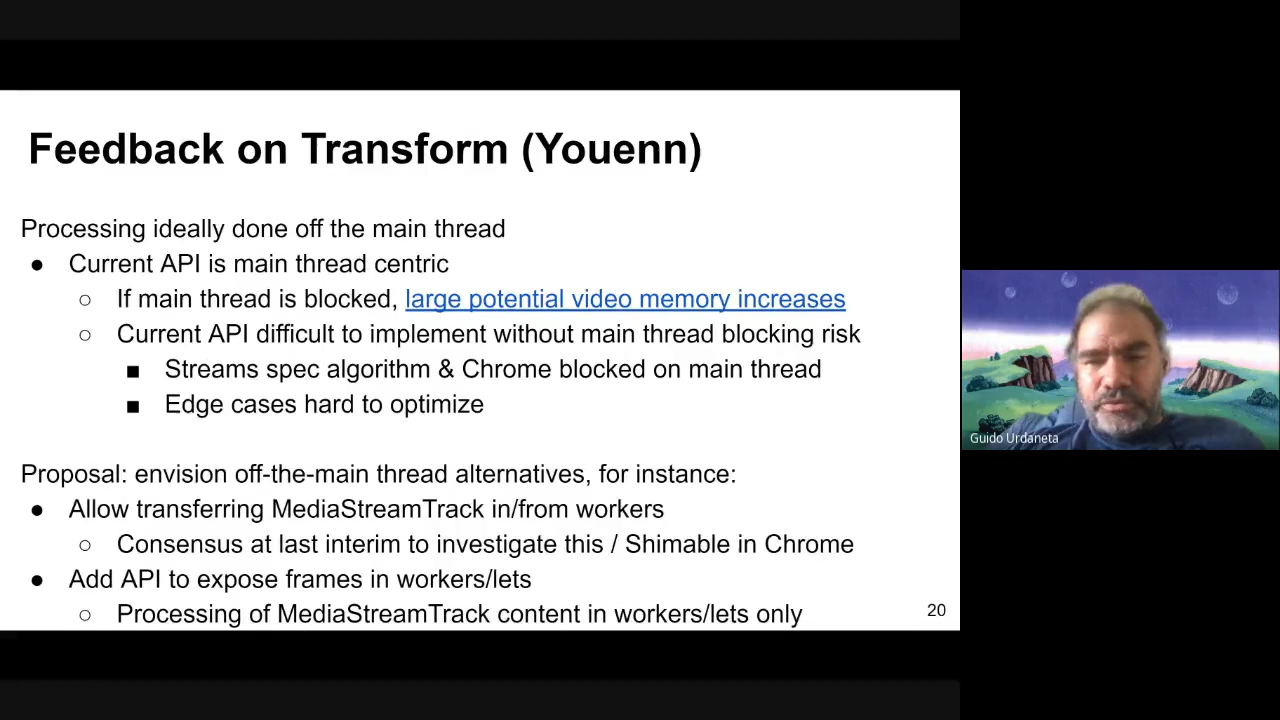 Feedback on Transform (Youenn)
Processing ideally done off the main thread
● Current API is main thread centric
○ If main thread is blocked, large potential video memory increases
○ Current API difficult to implement without main thread blocking risk
■ Streams spec algorithm & Chrome blocked on main thread
■ Edge cases hard to optimize
Proposal: envision off-the-main thread alternatives, for instance:
● Allow transferring MediaStreamTrack in/from workers
○ Consensus at last interim to investigate this / Shimable in Chrome
● Add API to expose frames in workers/lets
○ Processing of MediaStreamTrack content in workers/lets only
20
Guido Urdaneta